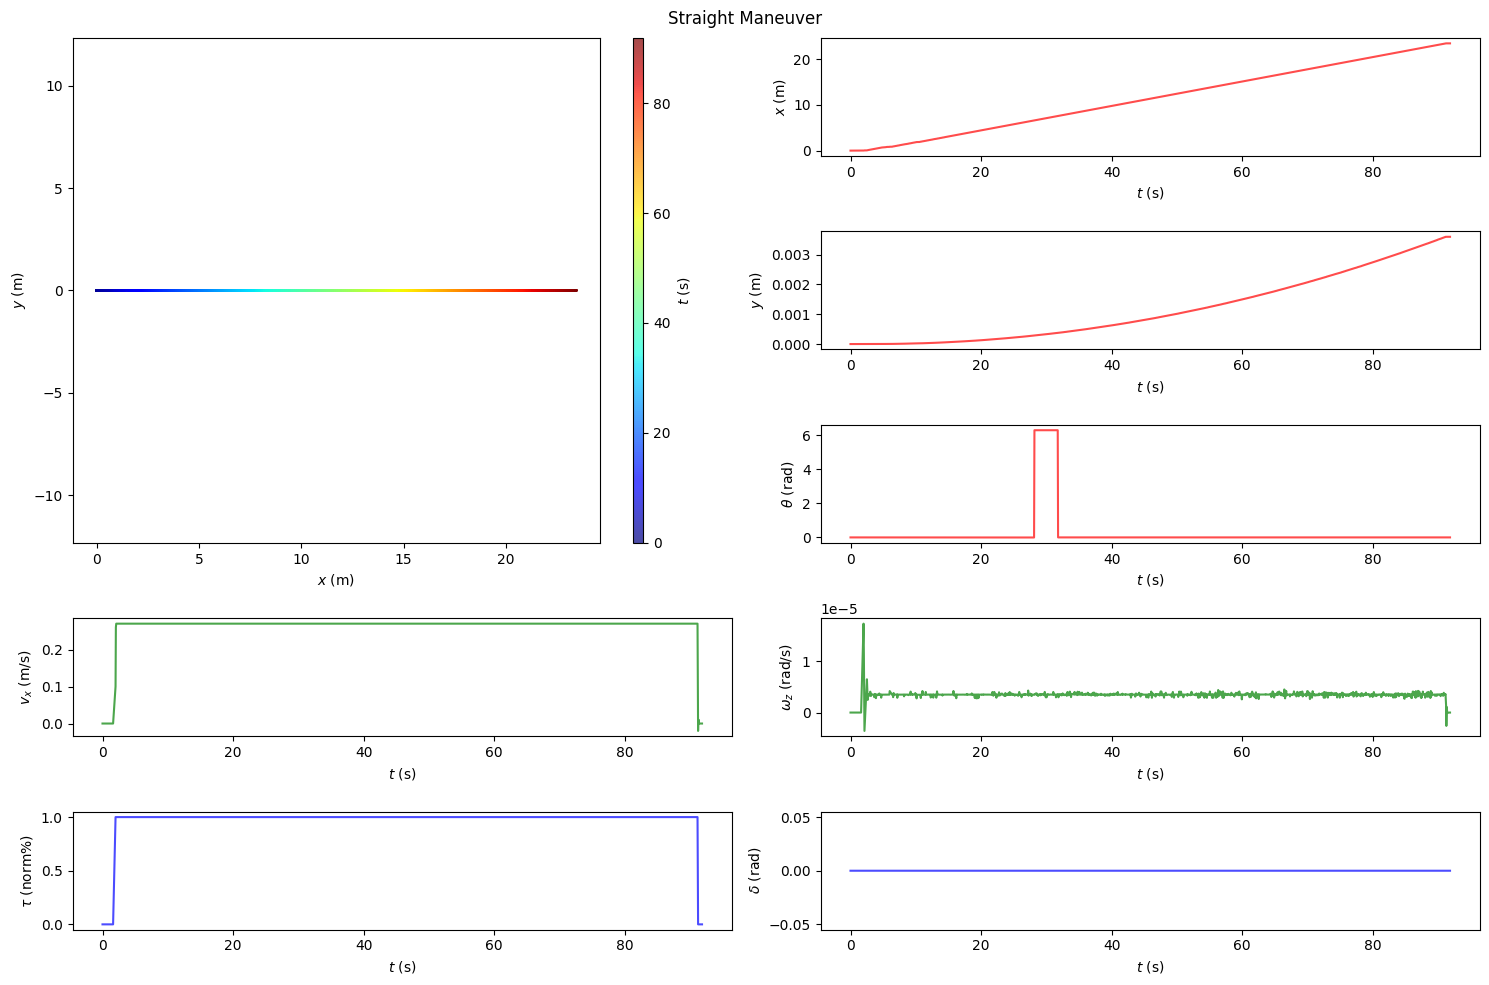 Straight Maneuver
10
5
0
−5
−10
y (m)
0 5 10 15 20
x (m)
80
60
40
20
0
t (s)
20
10
0
x (m)
0 20 40 60 80
t (s)
0.003
0.002
0.001
0.000
y (m)
0 20 40 60 80
t (s)
6
4
2
0
θ (rad)
0 20 40 60 80
t (s)
0.2
0.1
0.0
vₓ (m/s)
0 20 40 60 80
t (s)
1e−5
1
0
ω_z (rad/s)
0 20 40 60 80
t (s)
1.0
0.5
0.0
τ (norm%)
0 20 40 60 80
t (s)
0.05
0.00
−0.05
δ (rad)
0 20 40 60 80
t (s)